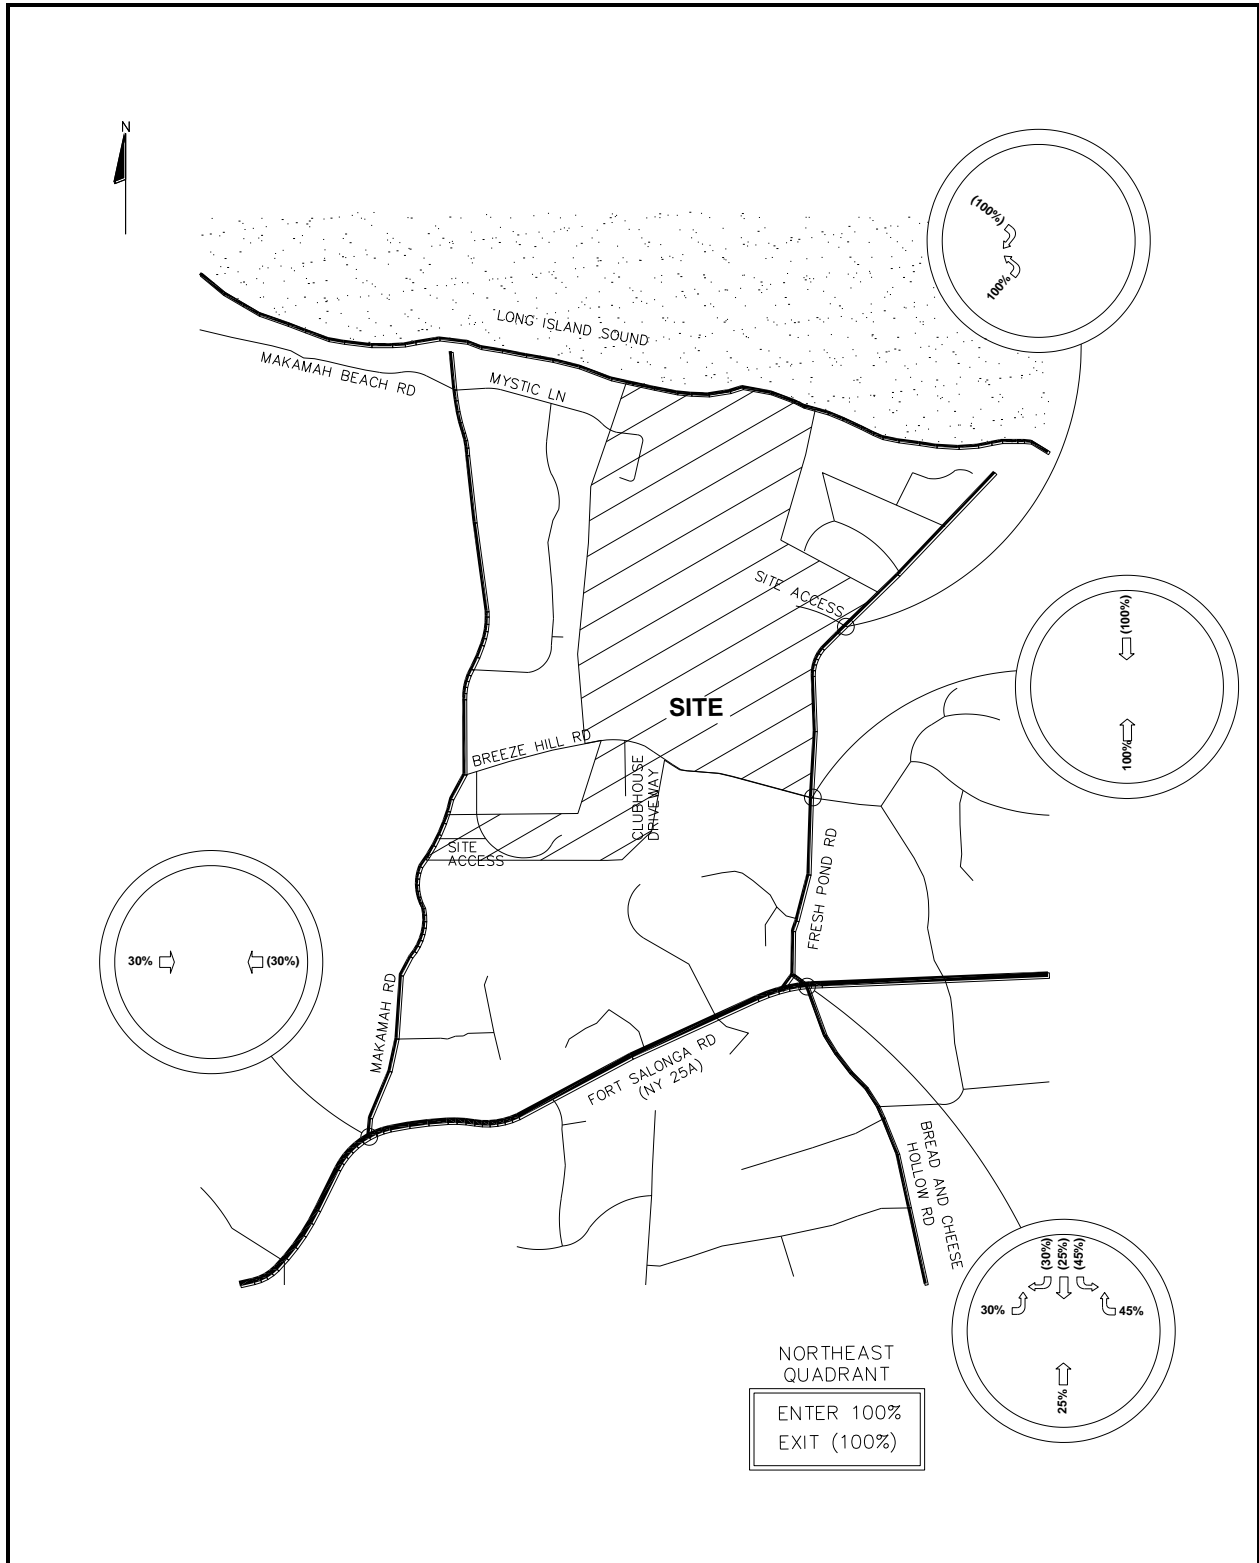 N
(100%)
100%
LONG ISLAND SOUND
MAKAMAH BEACH RD
MYSTIC LN
SITE ACCESS
(100%)
100%
SITE
BREEZE HILL RD
CLUBHOUSE
DRIVEWAY
SITE
ACCESS
FRESH POND RD
30%
(30%)
MAKAMAH RD
FORT SALONGA RD
(NY 25A)
BREAD AND CHEESE
HOLLOW RD
(30%)
(25%)
(45%)
30%
45%
25%
NORTHEAST
QUADRANT
ENTER 100%
EXIT (100%)